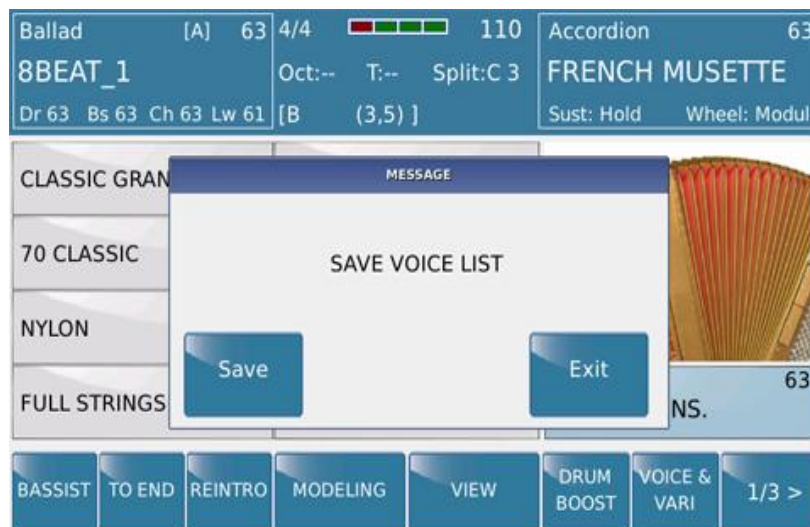 Ballad [A] 63
8BEAT_1
Dr 63 Bs 63 Ch 63 Lw 61
4/4 110
Oct:-- T:-- Split:C 3
[B (3,5) ]
Accordion 63
FRENCH MUSETTE
Sust: Hold Wheel: Modul
CLASSIC GRAN
70 CLASSIC
NYLON
FULL STRINGS
MESSAGE
SAVE VOICE LIST
Save Exit
63
NS.
BASSIST
TO END
REINTRO
MODELING
VIEW
DRUM
BOOST
VOICE &
VARI
1/3 >